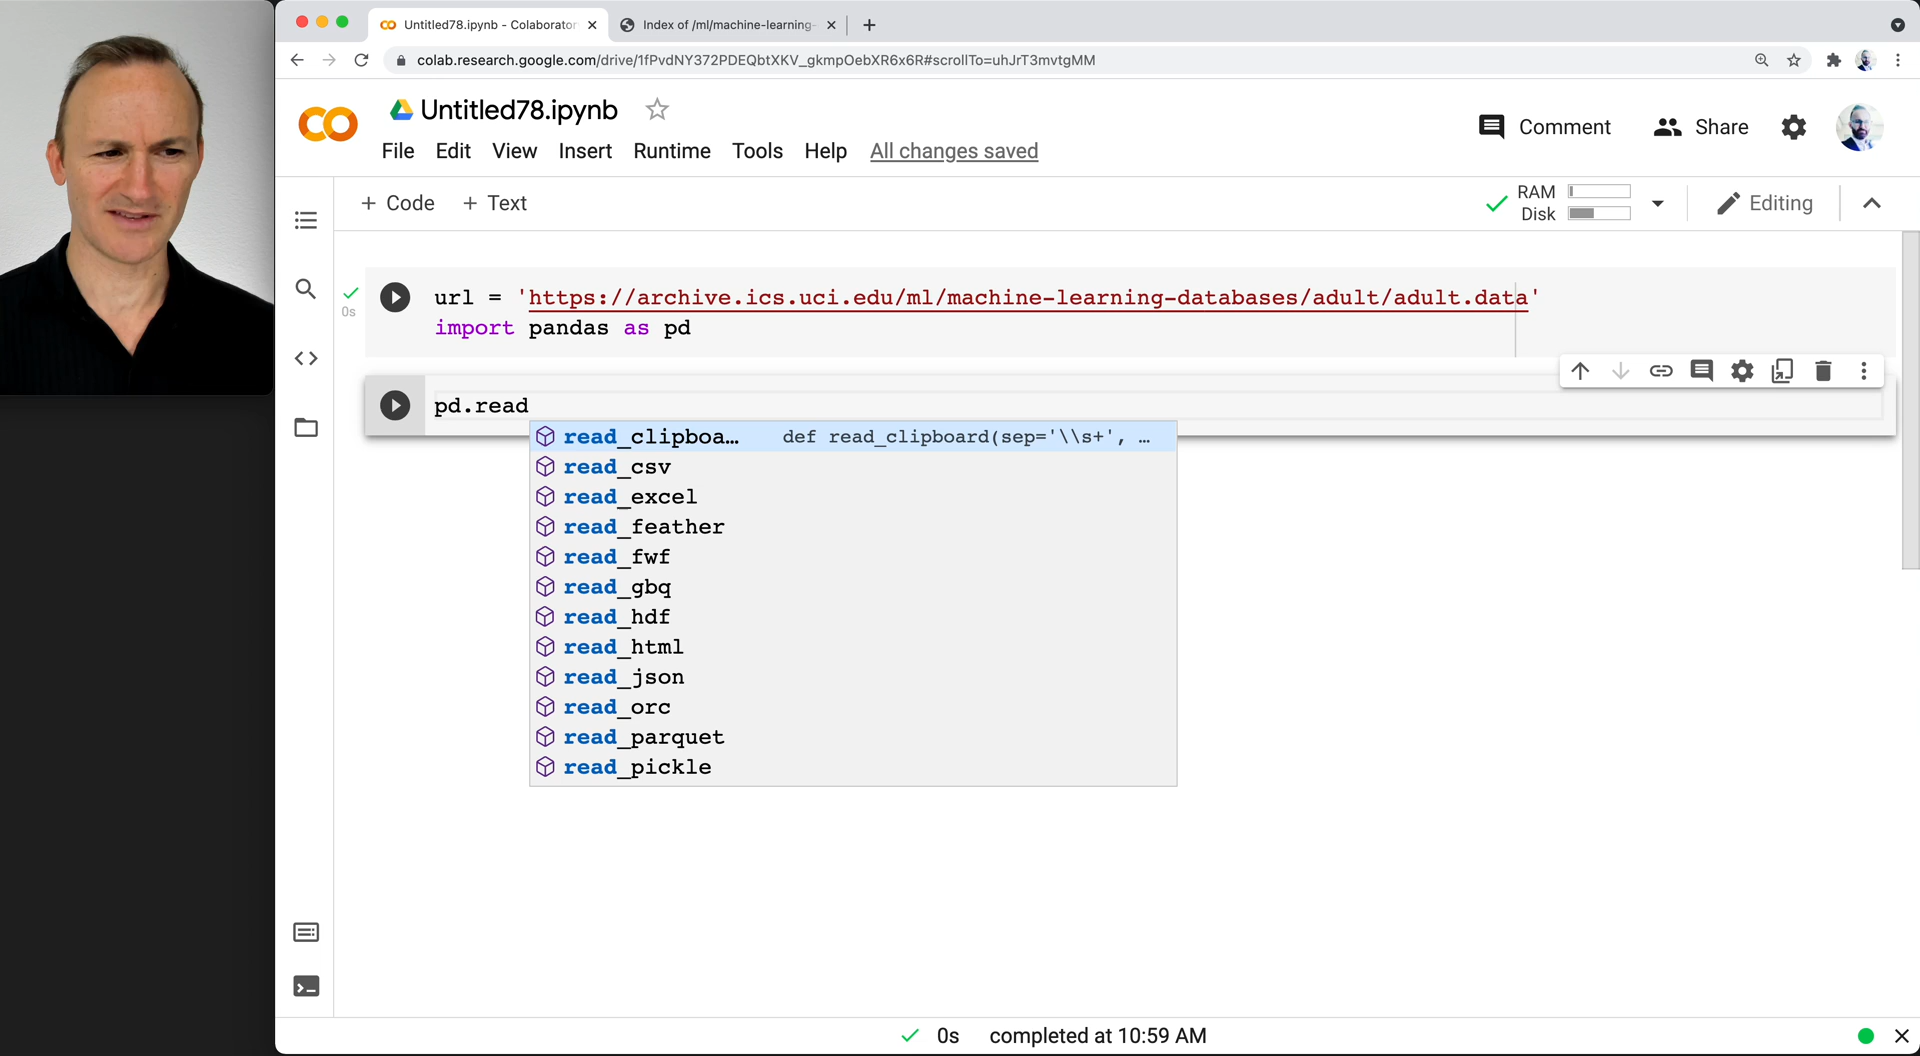 Untitled78.ipynb - Colaborator
Index of /ml/machine-learning-
colab.research.google.com/drive/1fPvdNY372PDEQbtXKV_gkmpOebXR6x6R#scrollTo=uhJrT3mvtgMM
Untitled78.ipynb
Comment
Share
File Edit View Insert Runtime Tools Help All changes saved
+ Code + Text
RAM
Disk
Editing
0s
url = 'https://archive.ics.uci.edu/ml/machine-learning-databases/adult/adult.data'
import pandas as pd
pd.read
read_clipboa… def read_clipboard(sep='\\s+', …
read_csv
read_excel
read_feather
read_fwf
read_gbq
read_hdf
read_html
read_json
read_orc
read_parquet
read_pickle
0s completed at 10:59 AM